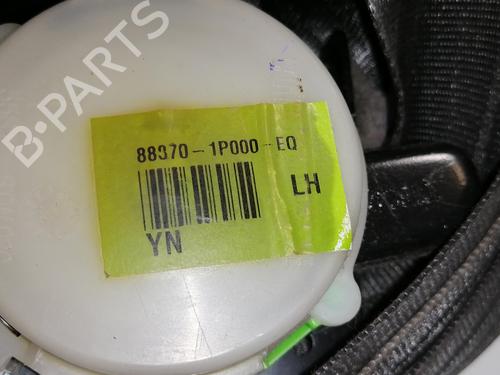 B-PARTS
88870-1P000-EQ
LH
YN